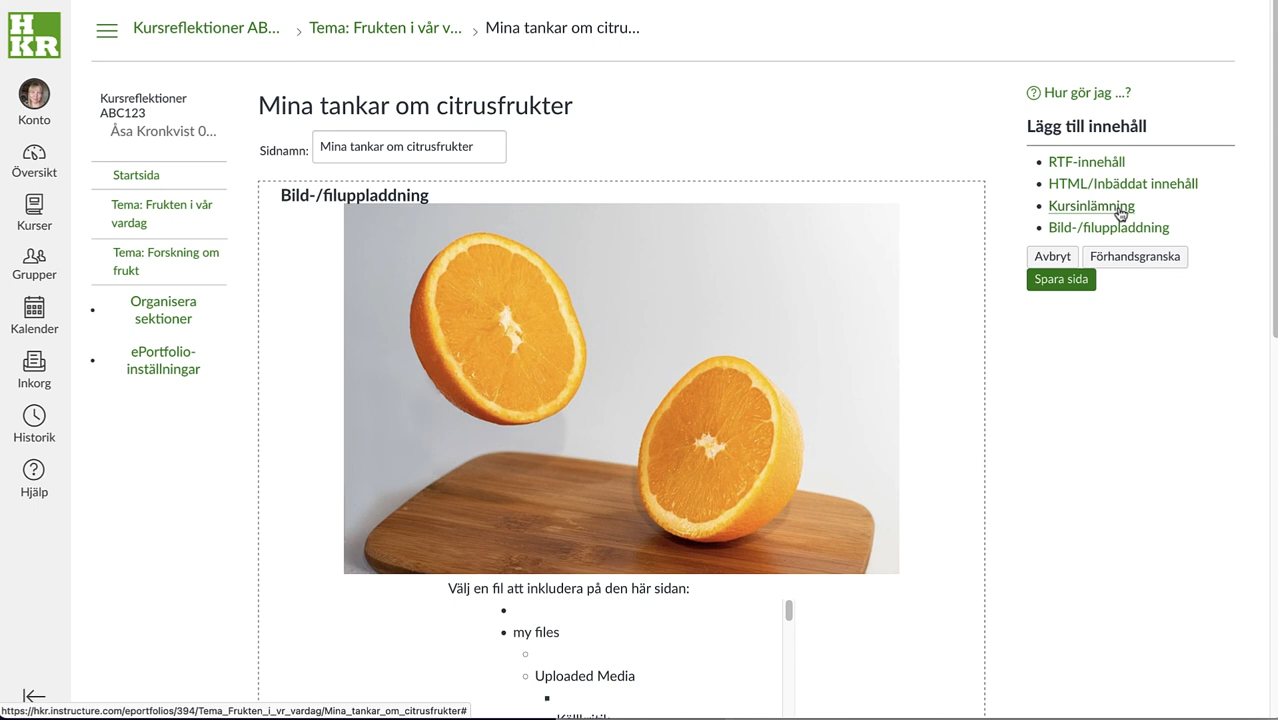 HKR
Konto
Översikt
Kurser
Grupper
Kalender
Inkorg
Historik
Hjälp
Kursreflektioner AB... › Tema: Frukten i vår v... › Mina tankar om citru...
Kursreflektioner
ABC123
Åsa Kronkvist 0...
Startsida
Tema: Frukten i vår
vardag
Tema: Forskning om
frukt
Organisera
sektioner
ePortfolio-
inställningar
Mina tankar om citrusfrukter
Sidnamn: Mina tankar om citrusfrukter
Bild-/filuppladdning
Välj en fil att inkludera på den här sidan:
my files
Uploaded Media
Källkritik
Hur gör jag ...?
Lägg till innehåll
RTF-innehåll
HTML/Inbäddat innehåll
Kursinlämning
Bild-/filuppladdning
Avbryt Förhandsgranska
Spara sida
https://hkr.instructure.com/eportfolios/394/Tema_Frukten_i_vr_vardag/Mina_tankar_om_citrusfrukter#